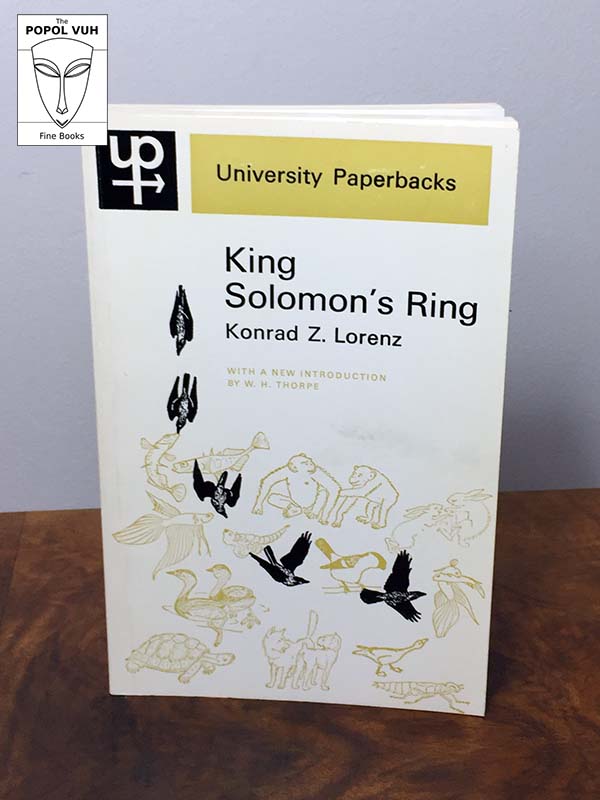 The
POPOL VUH
Fine Books
up
University Paperbacks
King
Solomon's Ring
Konrad Z. Lorenz
WITH A NEW INTRODUCTION
BY W. H. THORPE